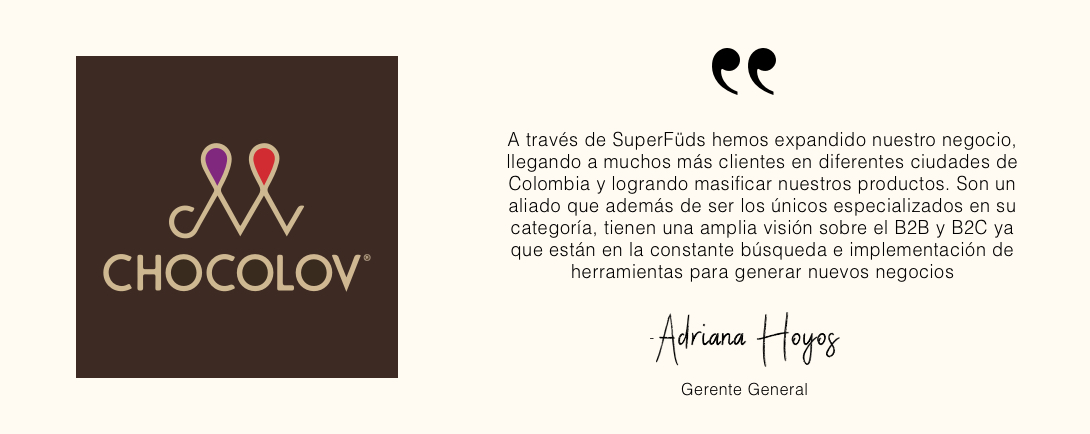 CHOCOLOV®
A través de SuperFüds hemos expandido nuestro negocio,
llegando a muchos más clientes en diferentes ciudades de
Colombia y logrando masificar nuestros productos. Son un
aliado que además de ser los únicos especializados en su
categoría, tienen una amplia visión sobre el B2B y B2C ya
que están en la constante búsqueda e implementación de
herramientas para generar nuevos negocios
-Adriana Hoyos
Gerente General